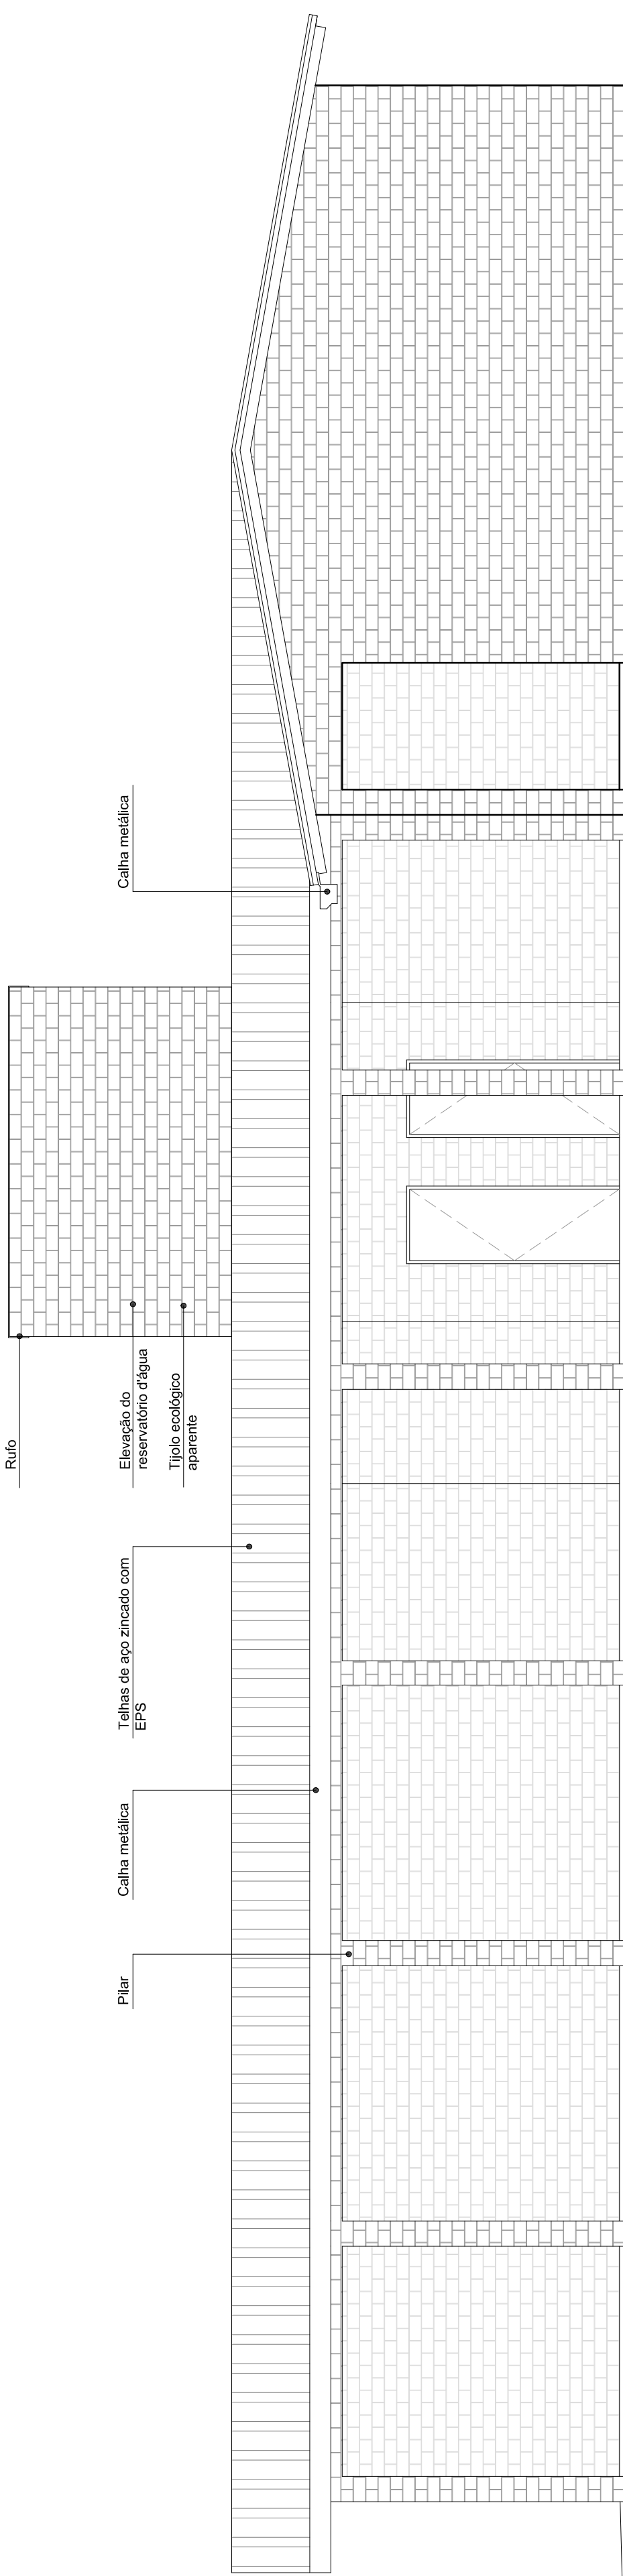 Pilar
Calha metálica
Telhas de aço zincado com
EPS
Rufo
Elevação do
reservatório d'água
Tijolo ecológico
aparente
Calha metálica